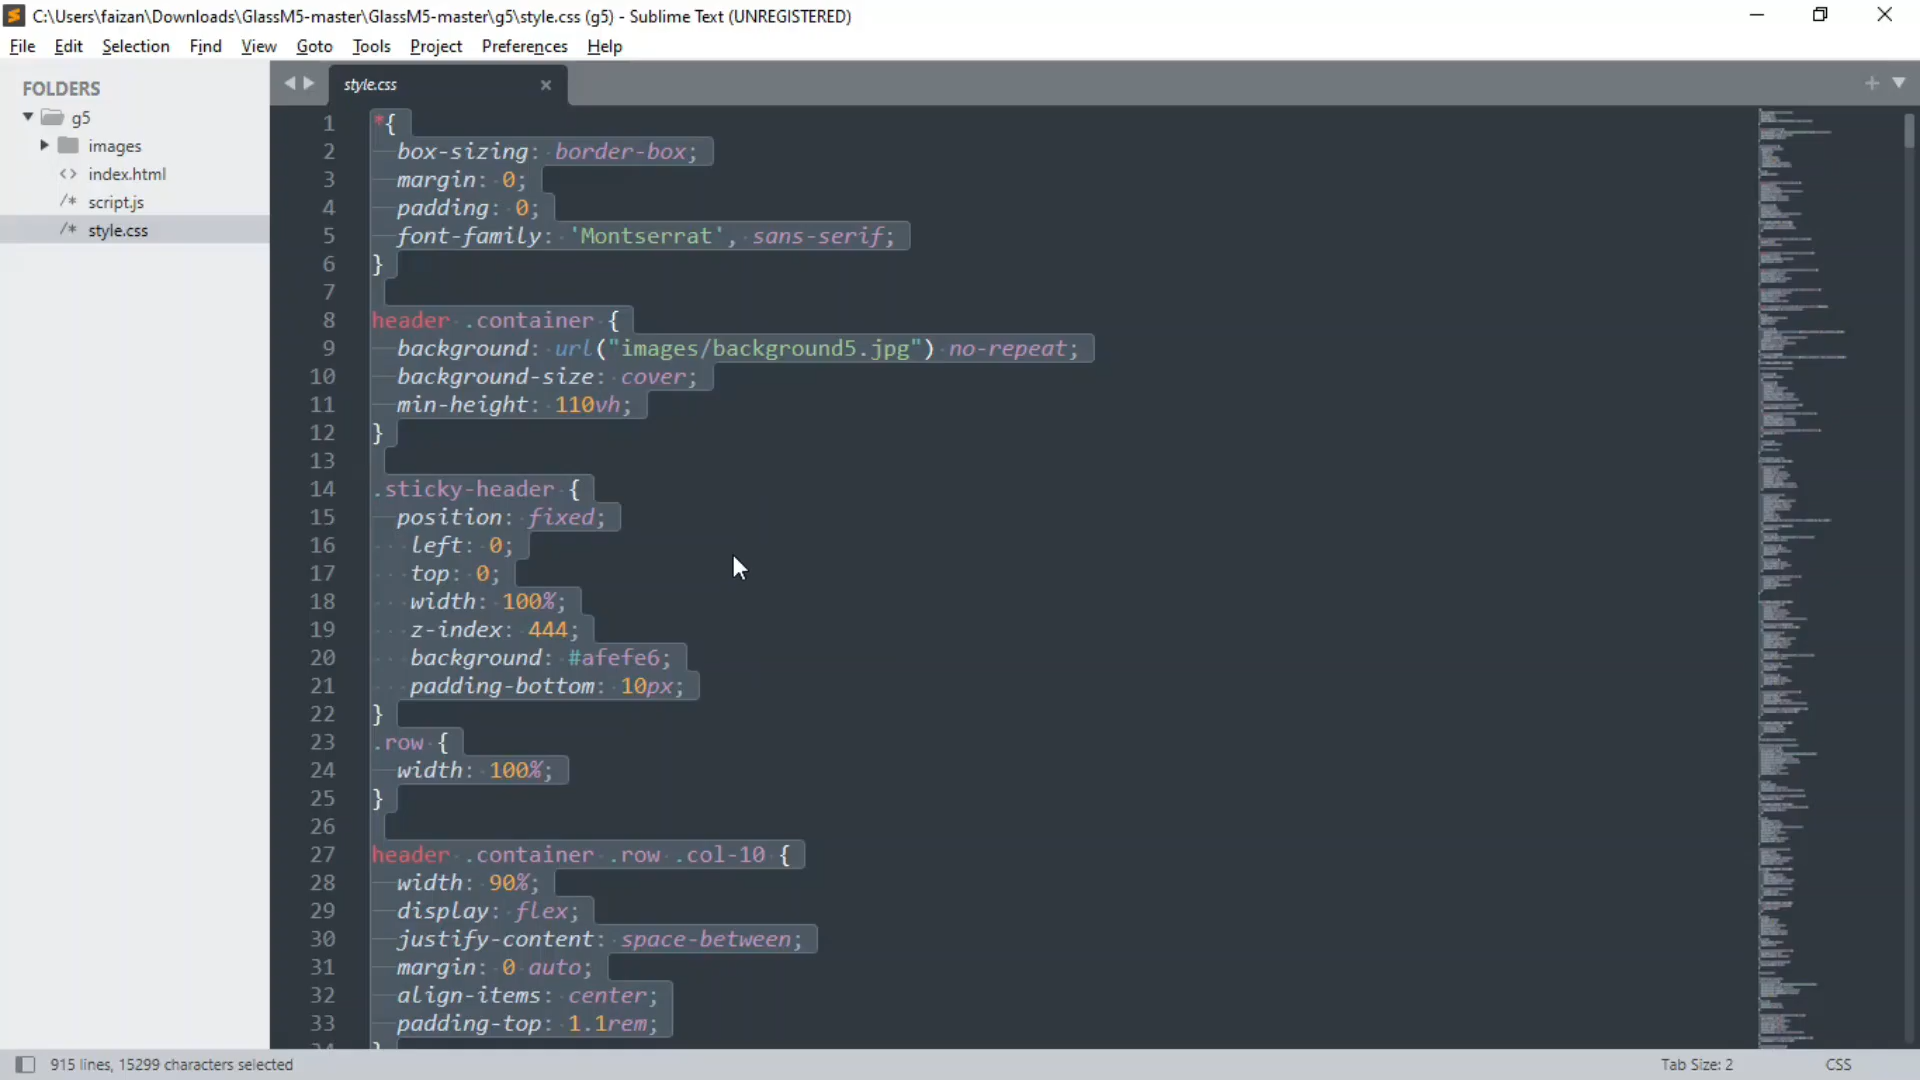 C:\Users\faizan\Downloads\GlassM5-master\GlassM5-master\g5\style.css (g5) - Sublime Text (UNREGISTERED)
File Edit Selection Find View Goto Tools Project Preferences Help
FOLDERS
g5
images
<> index.html
/* script.js
/* style.css
style.css
1 *{
2 box-sizing: border-box;
3 margin: 0;
4 padding: 0;
5 font-family: 'Montserrat', sans-serif;
6 }
7
8 header .container {
9 background: url("images/background5.jpg") no-repeat;
10 background-size: cover;
11 min-height: 110vh;
12 }
13
14 .sticky-header {
15 position: fixed;
16 left: 0;
17 top: 0;
18 width: 100%;
19 z-index: 444;
20 background: #afefe6;
21 padding-bottom: 10px;
22 }
23 .row {
24 width: 100%;
25 }
26
27 header .container .row .col-10 {
28 width: 90%;
29 display: flex;
30 justify-content: space-between;
31 margin: 0 auto;
32 align-items: center;
33 padding-top: 1.1rem;
915 lines, 15299 characters selected
Tab Size: 2
CSS